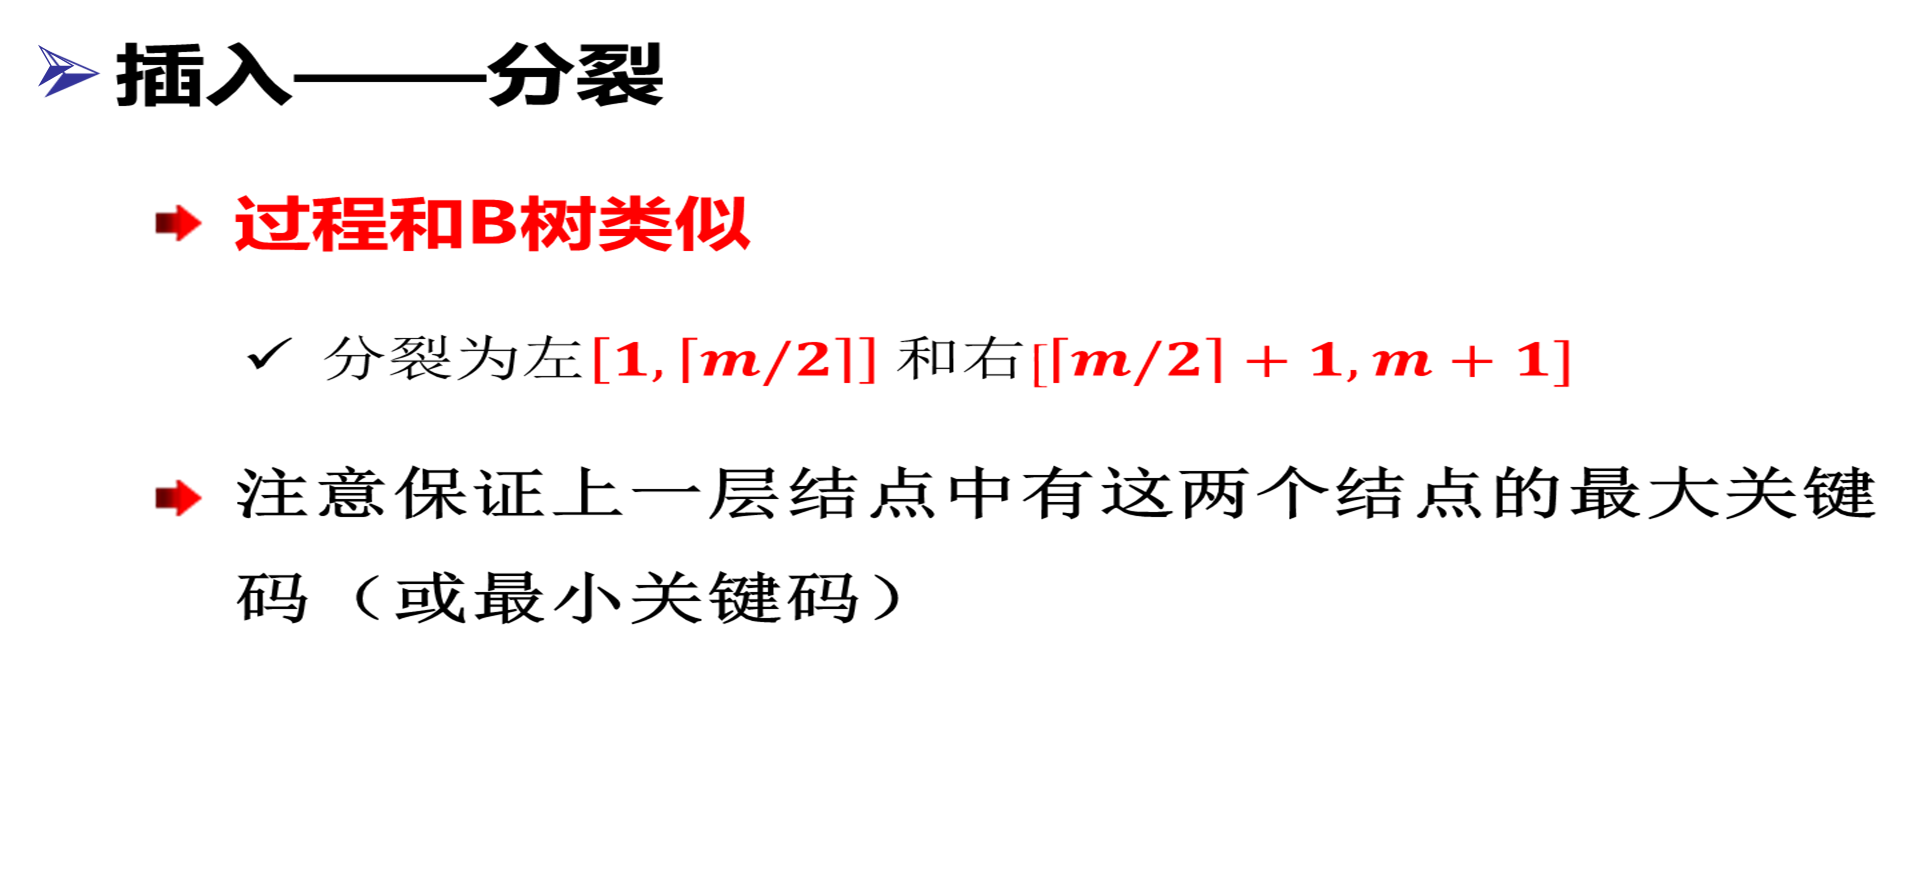 插入——分裂
过程和B树类似
分裂为左[1,⌈m/2⌉] 和右[⌈m/2⌉+1,m+1]
注意保证上一层结点中有这两个结点的最大关键
码（或最小关键码）